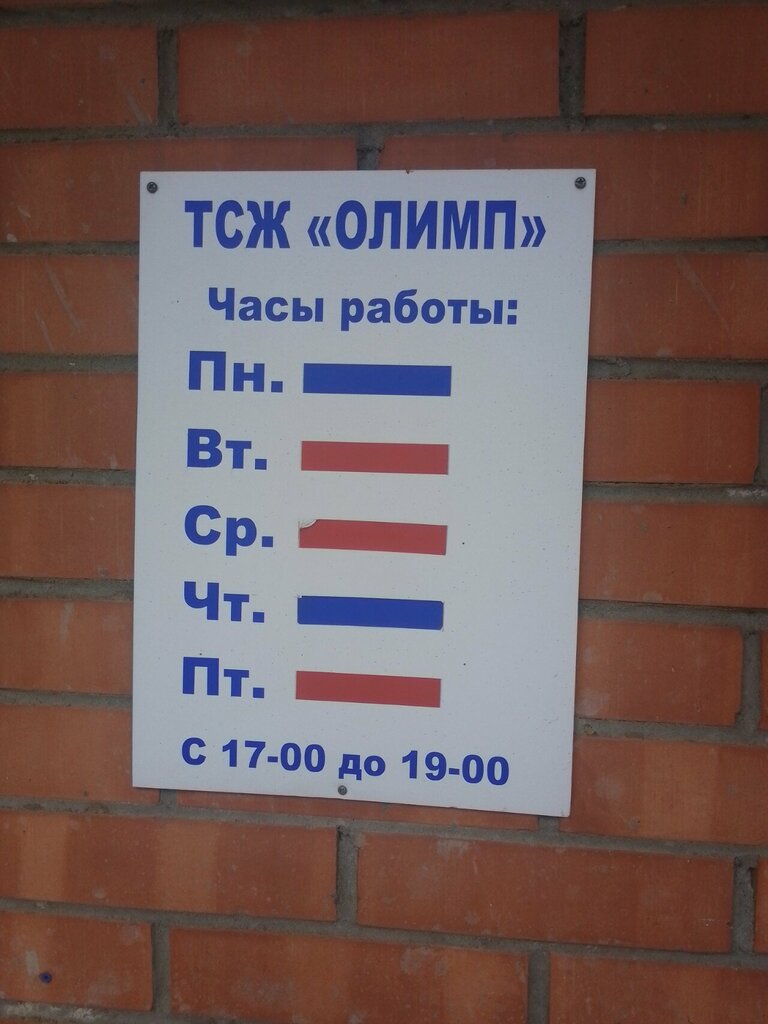 ТСЖ «ОЛИМП»
Часы работы:
Пн.
Вт.
Ср.
Чт.
Пт.
С 17-00 до 19-00